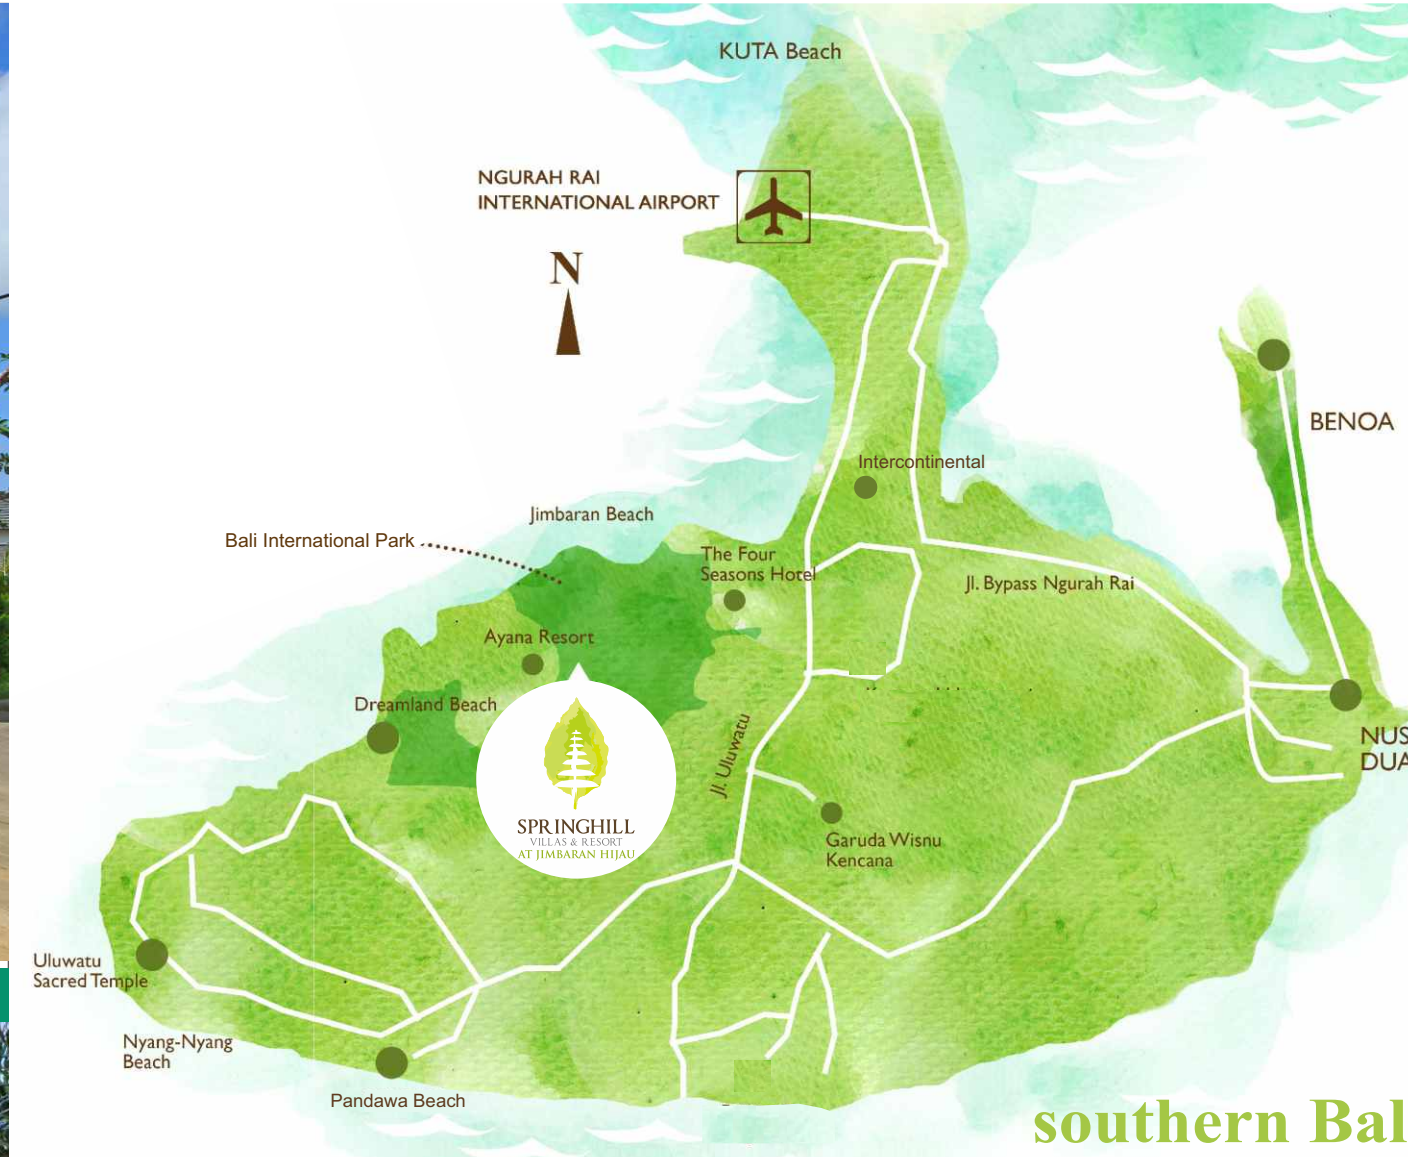 KUTA Beach
NGURAH RAI
INTERNATIONAL AIRPORT
N
BENOA
Intercontinental
Jimbaran Beach
Bali International Park
The Four
Seasons Hotel
Jl. Bypass Ngurah Rai
Ayana Resort
Dreamland Beach
Jl. Uluwatu
NUS
DUA
SPRINGHILL
VILLAS & RESORT
AT JIMBARAN HIJAU
Garuda Wisnu
Kencana
Uluwatu
Sacred Temple
Nyang-Nyang
Beach
Pandawa Beach
southern Bal